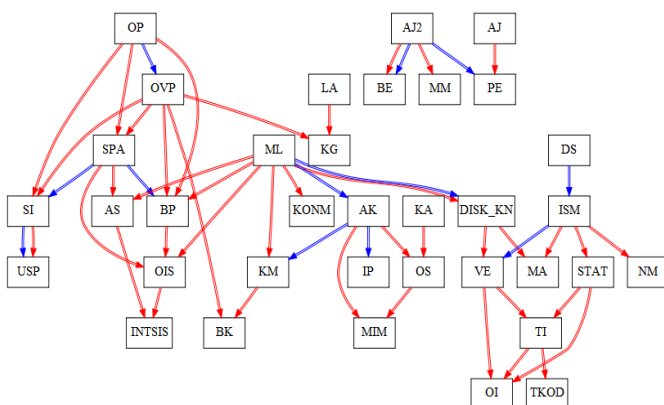 OP AJ2 AJ
OVP LA BE MM PE
SPA ML KG DS
SI AS BP KONM AK KA DISK_KN ISM
USP OIS KM IP OS VE MA STAT NM
INTSIS BK MIM TI
OI TKOD